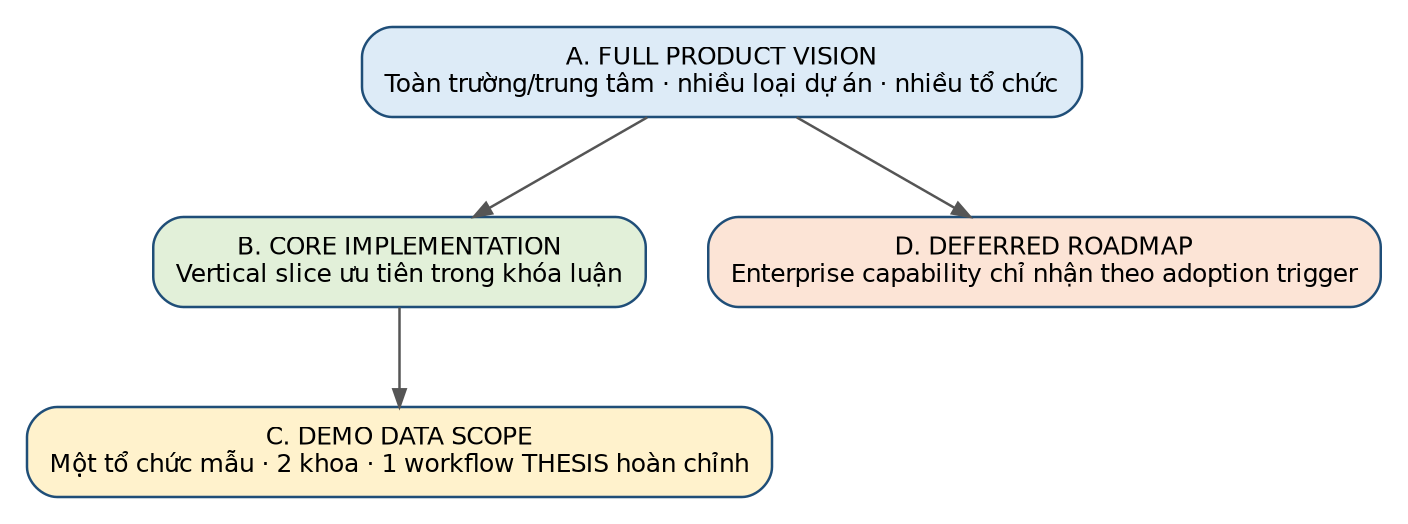 A. FULL PRODUCT VISION
Toàn trường/trung tâm · nhiều loại dự án · nhiều tổ chức
B. CORE IMPLEMENTATION
Vertical slice ưu tiên trong khóa luận
D. DEFERRED ROADMAP
Enterprise capability chỉ nhận theo adoption trigger
C. DEMO DATA SCOPE
Một tổ chức mẫu · 2 khoa · 1 workflow THESIS hoàn chỉnh